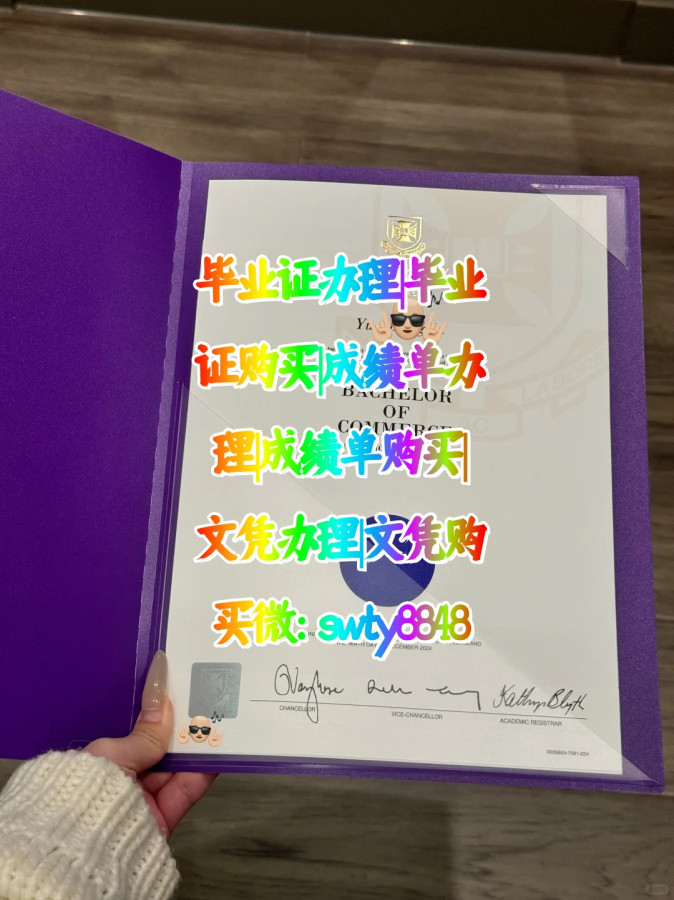 毕业证办理|毕业
证购买|成绩单办
BACHELOR
OF
COMMERCE
理|成绩单购买|
文凭办理|文凭购
买微: ewty8848
DECEMBER 2024
CHANCELLOR
VICE-CHANCELLOR
ACADEMIC REGISTRAR